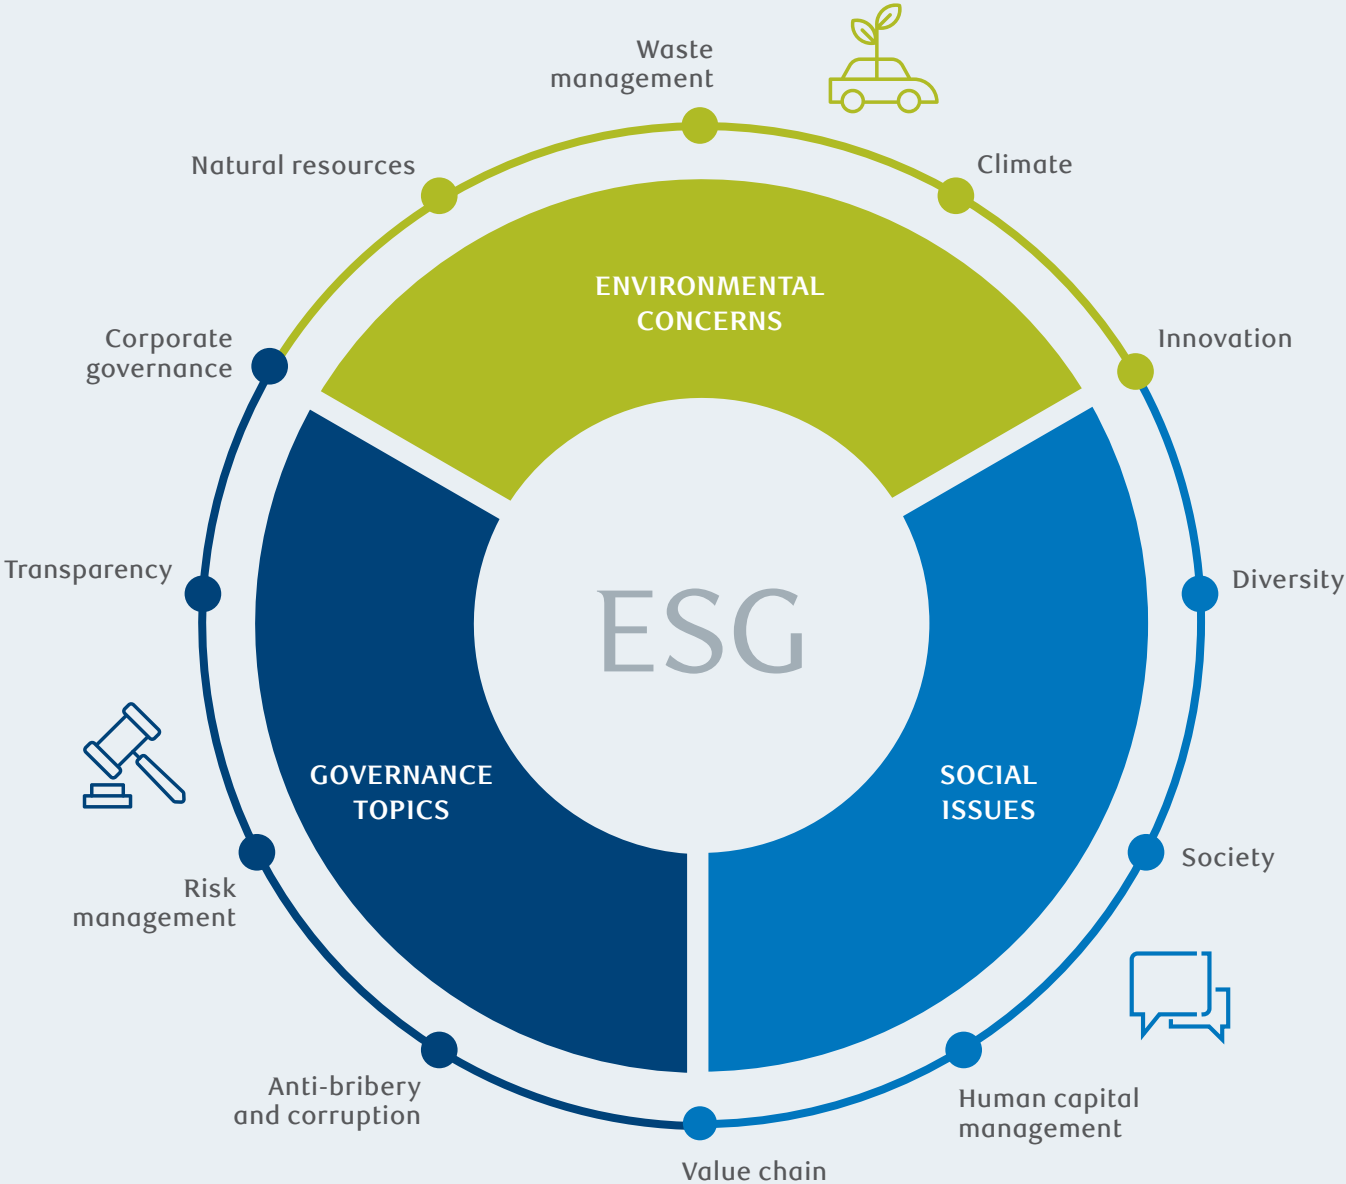 Waste
management
Climate
Natural resources
ENVIRONMENTAL
CONCERNS
Corporate
governance
Innovation
Transparency
Diversity
ESG
GOVERNANCE
TOPICS
SOCIAL
ISSUES
Society
Risk
management
Anti-bribery
and corruption
Human capital
management
Value chain